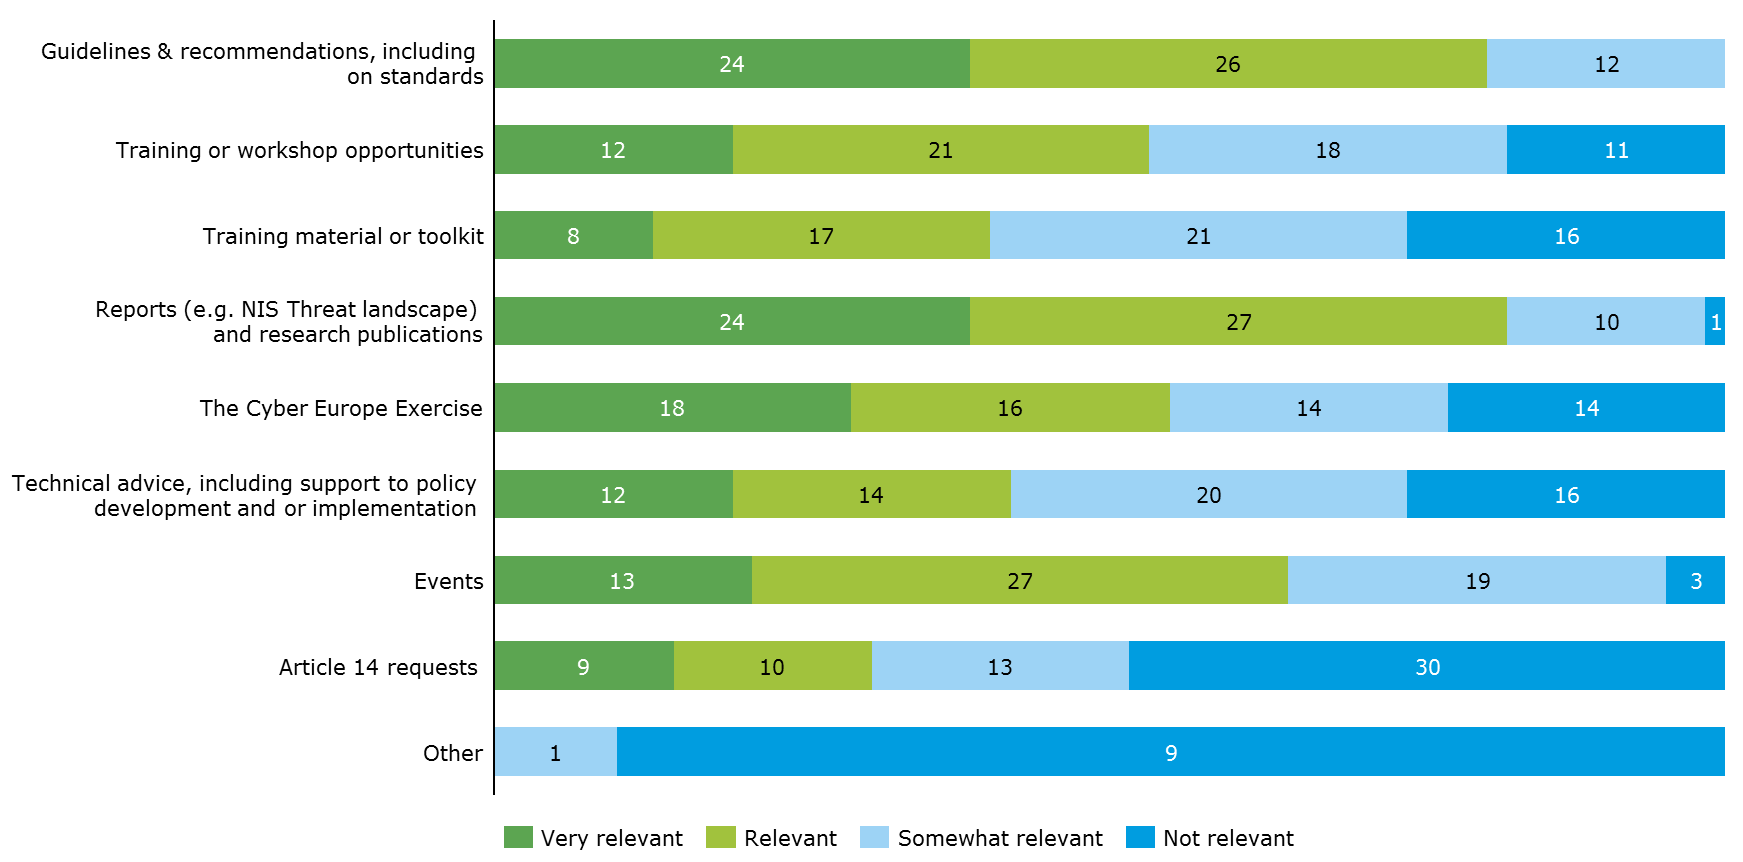 Guidelines & recommendations, including
on standards
24 26 12
Training or workshop opportunities
12 21 18 11
Training material or toolkit
8 17 21 16
Reports (e.g. NIS Threat landscape)
and research publications
24 27 10 1
The Cyber Europe Exercise
18 16 14 14
Technical advice, including support to policy
development and or implementation
12 14 20 16
Events
13 27 19 3
Article 14 requests
9 10 13 30
Other
1 9
Very relevant Relevant Somewhat relevant Not relevant